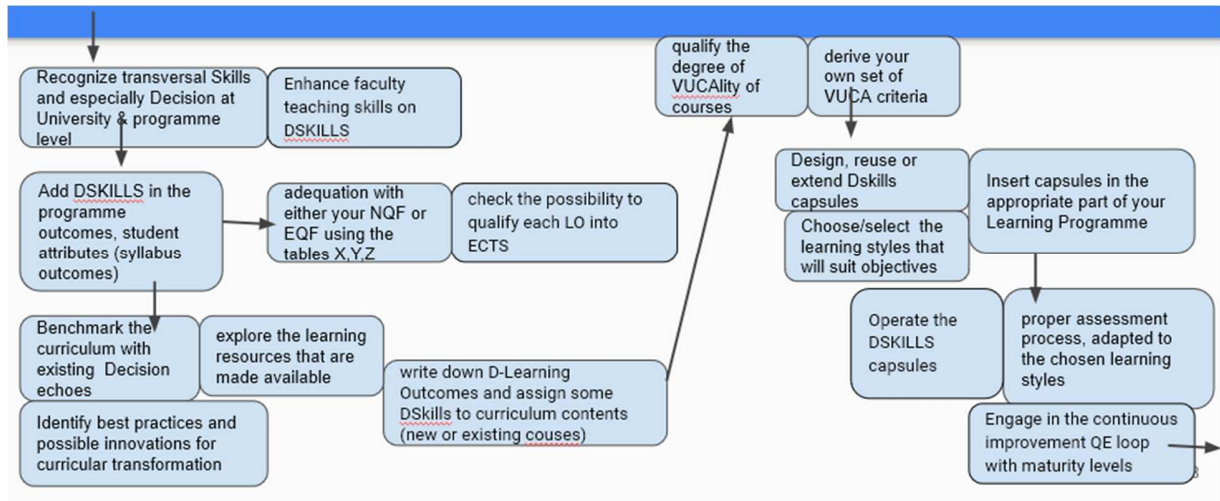 Recognize transversal Skills
and especially Decision at
University & programme
level
Enhance faculty
teaching skills on
DSKILLS
Add DSKILLS in the
programme
outcomes, student
attributes (syllabus
outcomes)
adequation with
either your NQF or
EQF using the
tables X,Y,Z
check the possibility to
qualify each LO into
ECTS
Benchmark the
curriculum with
existing Decision
echoes
explore the learning
resources that are
made available
Identify best practices and
possible innovations for
curricular transformation
write down D-Learning
Outcomes and assign some
DSkills to curriculum contents
(new or existing couses)
qualify the
degree of
VUCAlity of
courses
derive your
own set of
VUCA criteria
Design, reuse or
extend Dskills
capsules
Choose/select the
learning styles that
will suit objectives
Insert capsules in the
appropriate part of your
Learning Programme
Operate the
DSKILLS
capsules
proper assessment
process, adapted to
the chosen learning
styles
Engage in the continuous
improvement QE loop
with maturity levels